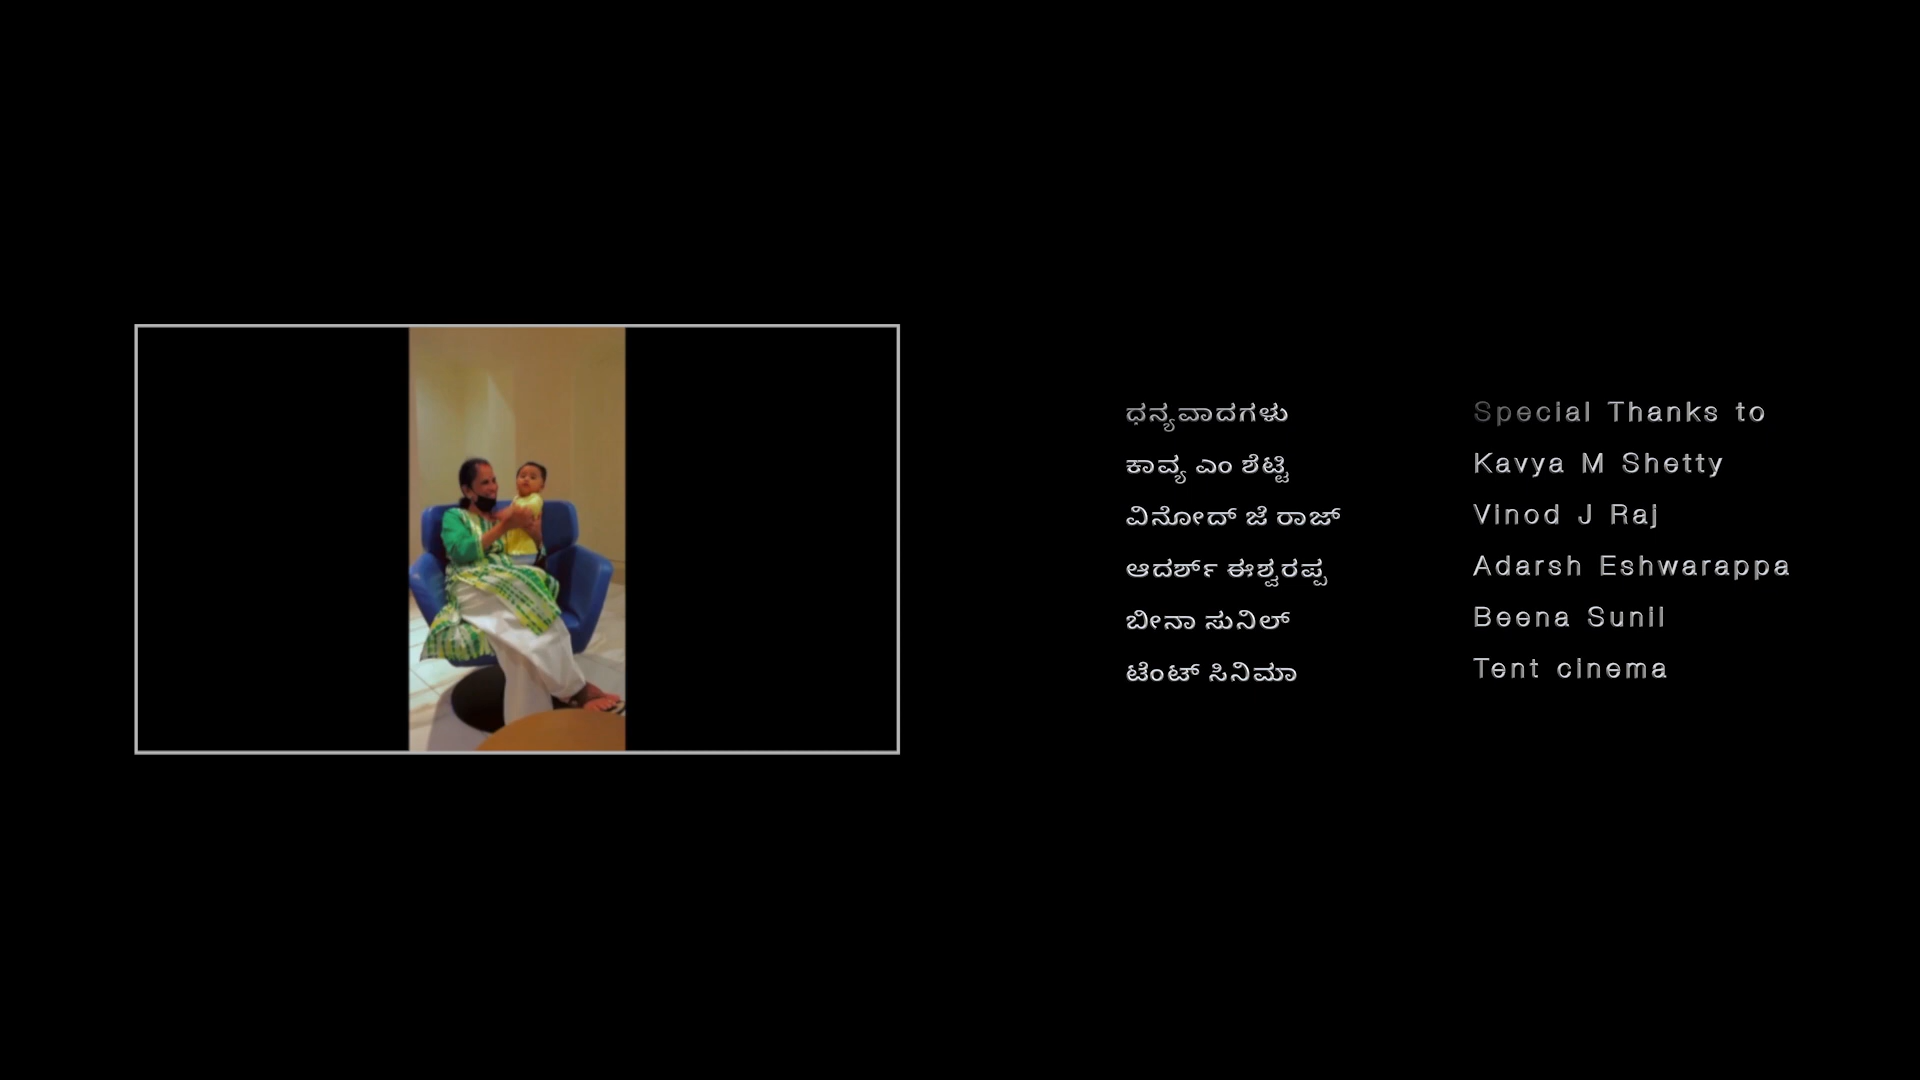 ಧನ್ಯವಾದಗಳು Special Thanks to
ಕಾವ್ಯ ಎಂ ಶೆಟ್ಟಿ Kavya M Shetty
ವಿನೋದ್ ಜೆ ರಾಜ್ Vinod J Raj
ಆದರ್ಶ್ ಈಶ್ವರಪ್ಪ Adarsh Eshwarappa
ಬೀನಾ ಸುನಿಲ್ Beena Sunil
ಟೆಂಟ್ ಸಿನಿಮಾ Tent cinema